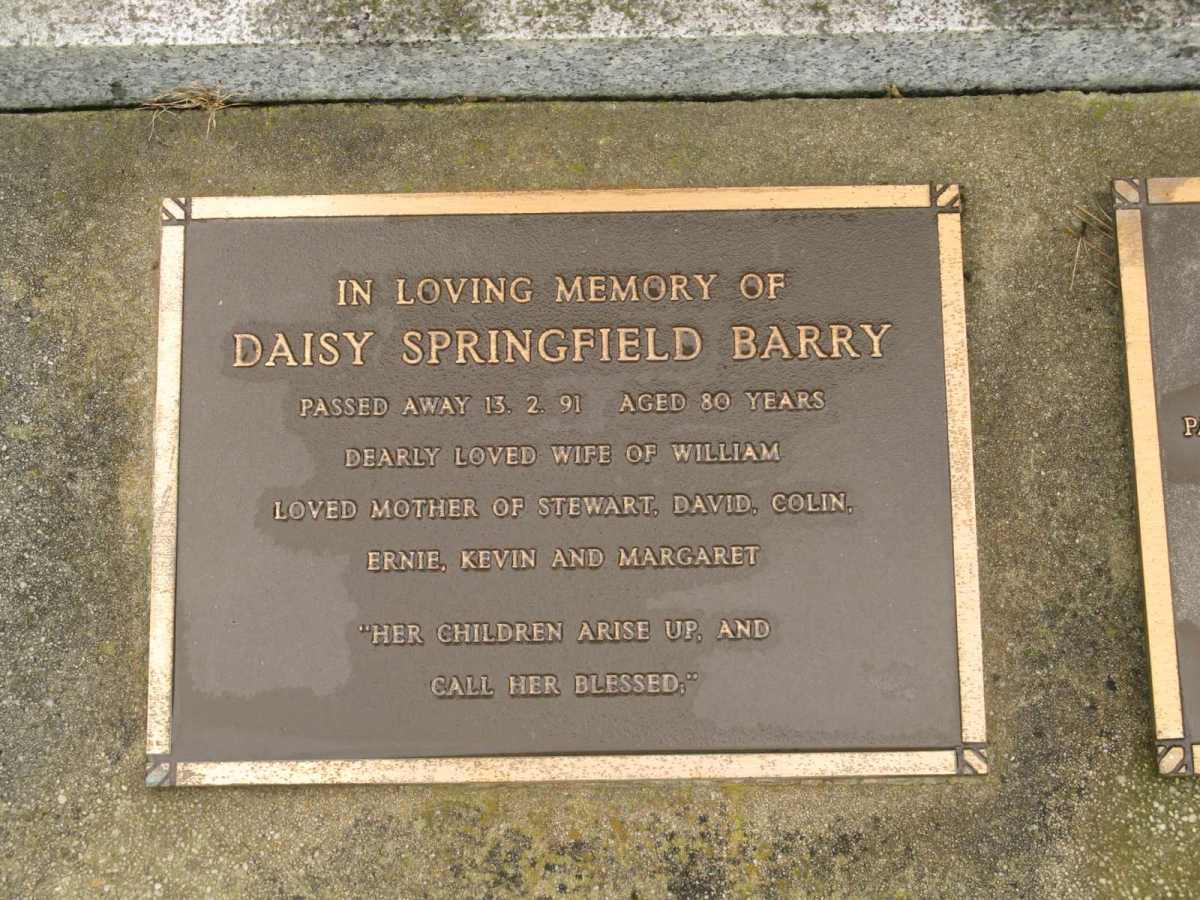 IN LOVING MEMORY OF
DAISY SPRINGFIELD BARRY
PASSED AWAY 13. 2. 91 AGED 80 YEARS
DEARLY LOVED WIFE OF WILLIAM
LOVED MOTHER OF STEWART, DAVID, COLIN,
ERNIE, KEVIN AND MARGARET
"HER CHILDREN ARISE UP, AND
CALL HER BLESSED;"